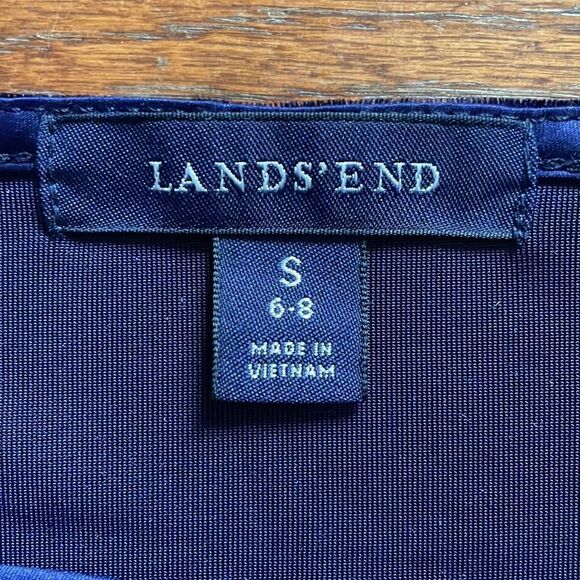 LANDS' END
S
6-8
MADE IN
VIETNAM